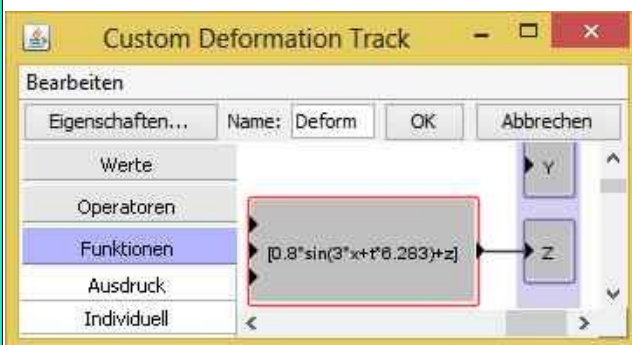 Custom Deformation Track
Bearbeiten
Eigenschaften... Name: Deform OK Abbrechen
Werte
Operatoren
Funktionen
Ausdruck
Individuell
Y
[0.8*sin(3*x+t*6.283)+z]
Z